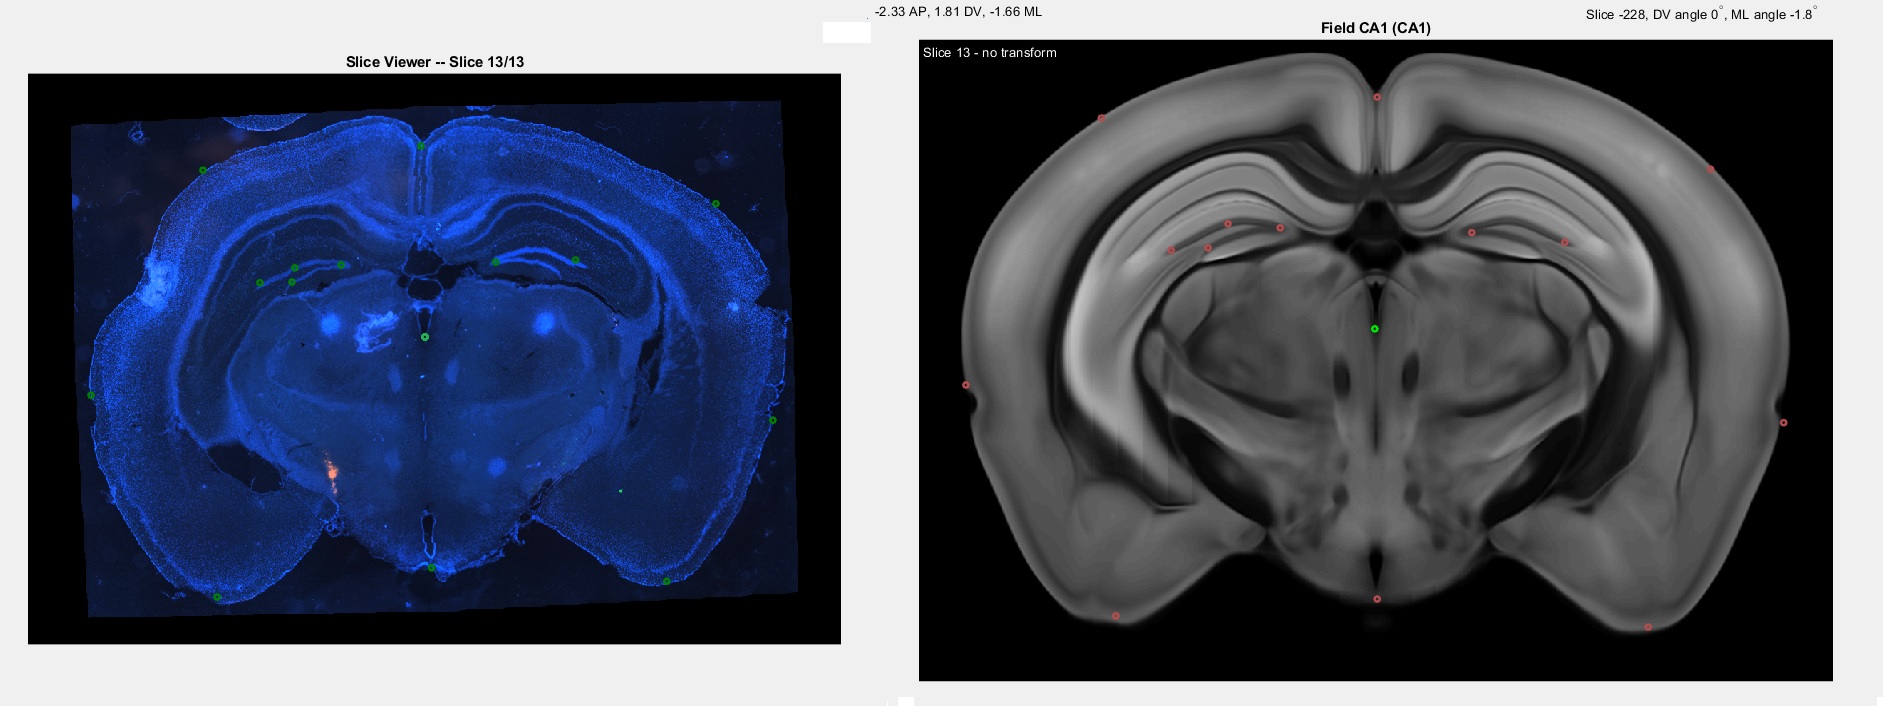 -2.33 AP, 1.81 DV, -1.66 ML
Slice -228, DV angle 0°, ML angle -1.8°
Field CA1 (CA1)
Slice Viewer -- Slice 13/13
Slice 13 - no transform